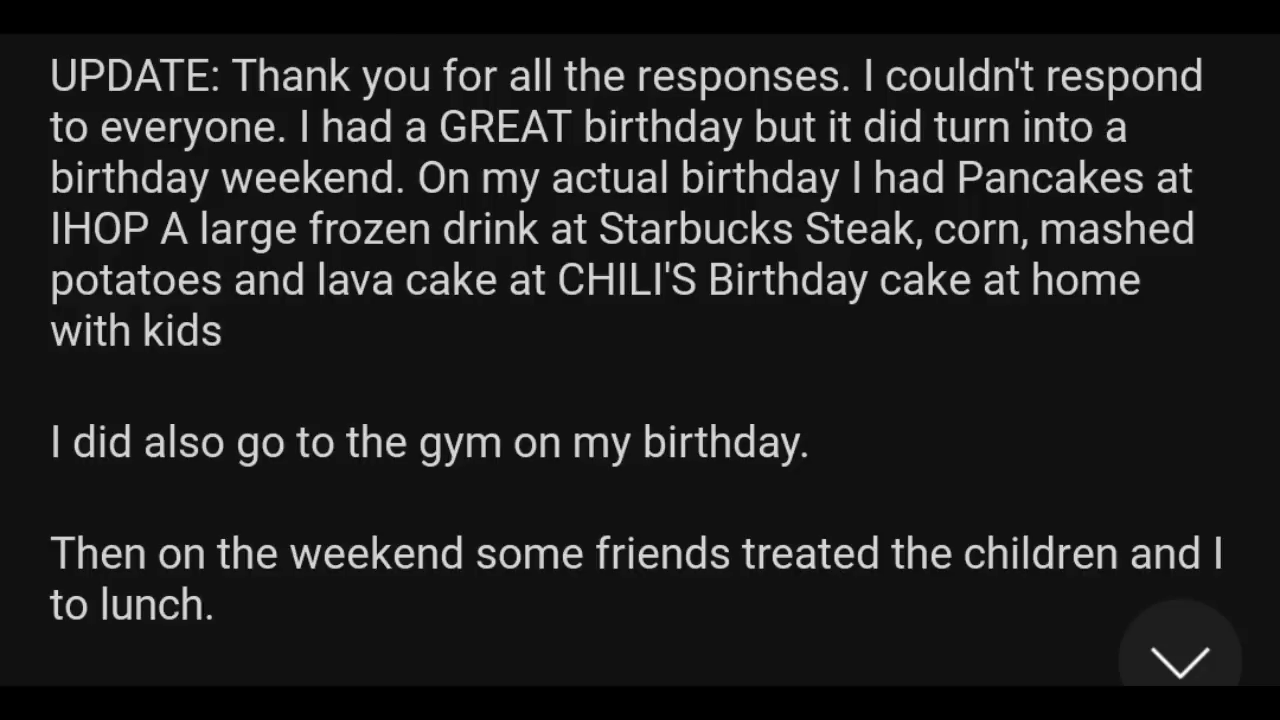 UPDATE: Thank you for all the responses. I couldn't respond
to everyone. I had a GREAT birthday but it did turn into a
birthday weekend. On my actual birthday I had Pancakes at
IHOP A large frozen drink at Starbucks Steak, corn, mashed
potatoes and lava cake at CHILI'S Birthday cake at home
with kids
I did also go to the gym on my birthday.
Then on the weekend some friends treated the children and I
to lunch.